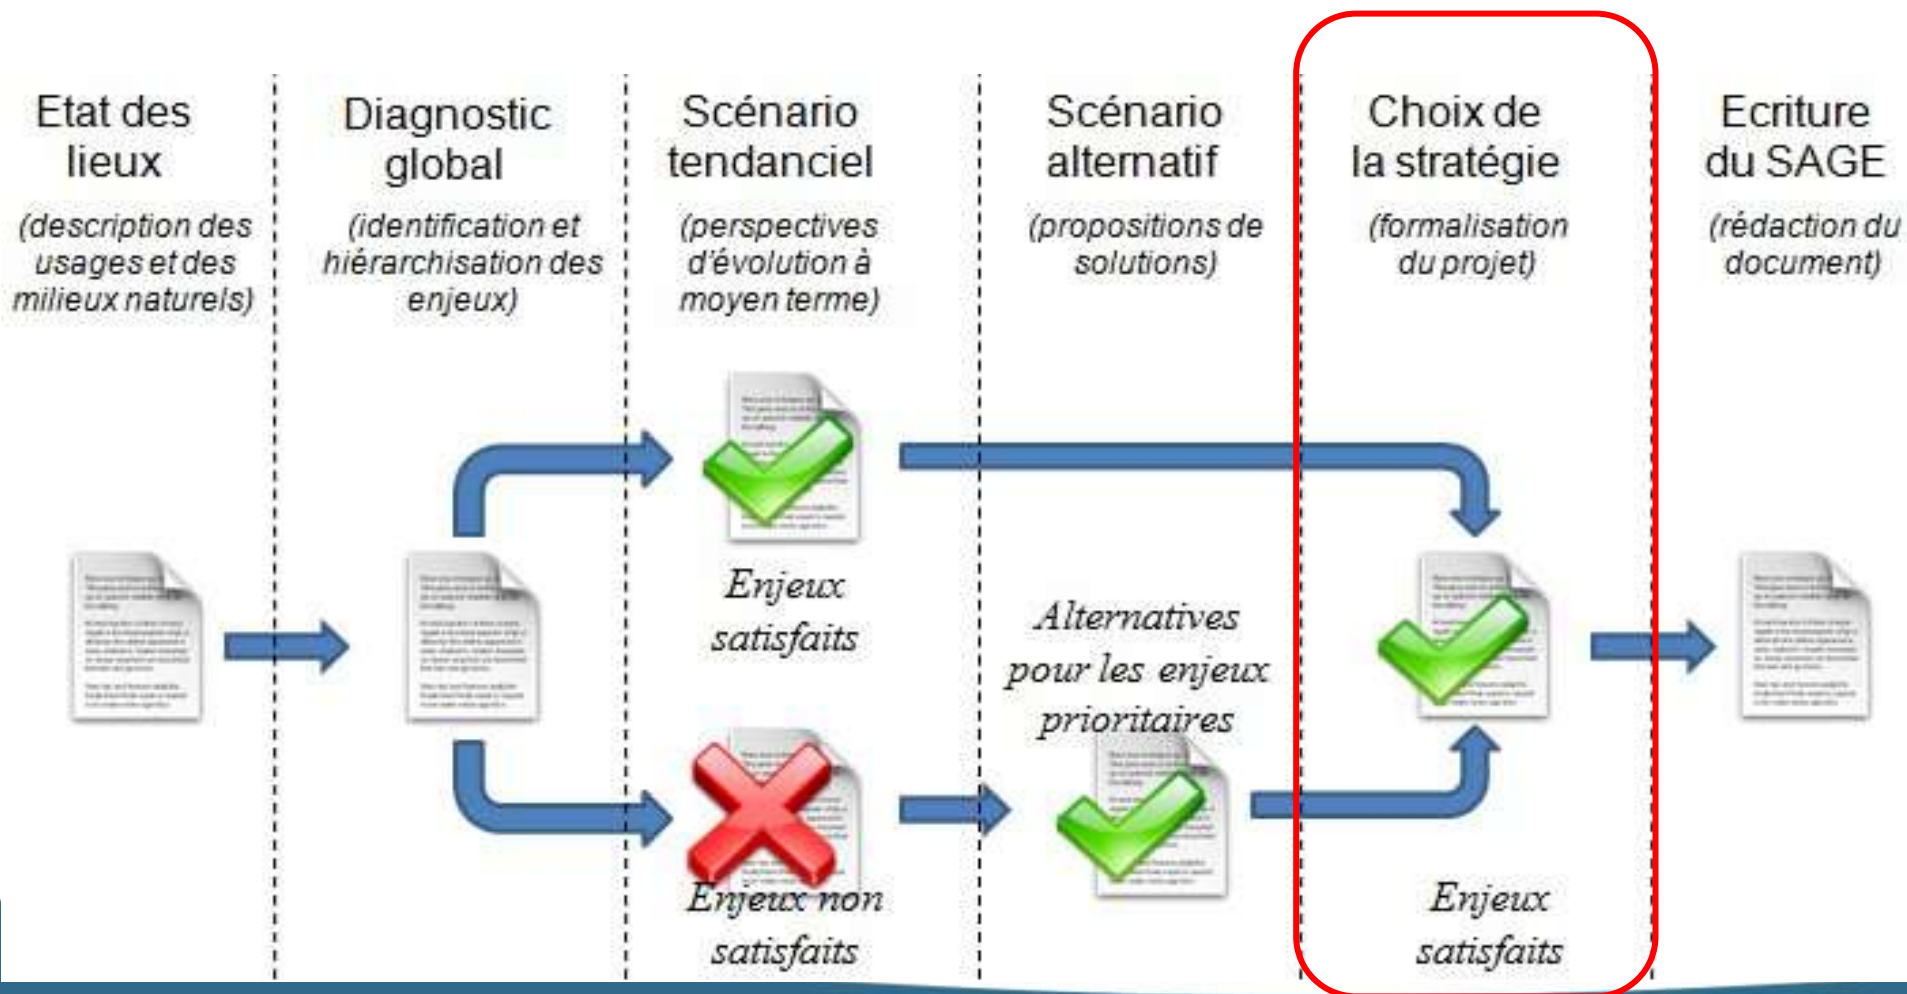 Etat des
lieux
(description des
usages et des
milieux naturels)
Diagnostic
global
(identification et
hiérarchisation des
enjeux)
Scénario
tendanciel
(perspectives
d'évolution à
moyen terme)
Scénario
alternatif
(propositions de
solutions)
Choix de
la stratégie
(formalisation
du projet)
Ecriture
du SAGE
(rédaction du
document)
Enjeux
satisfaits
Alternatives
pour les enjeux
prioritaires
Enjeux non
satisfaits
Enjeux
satisfaits